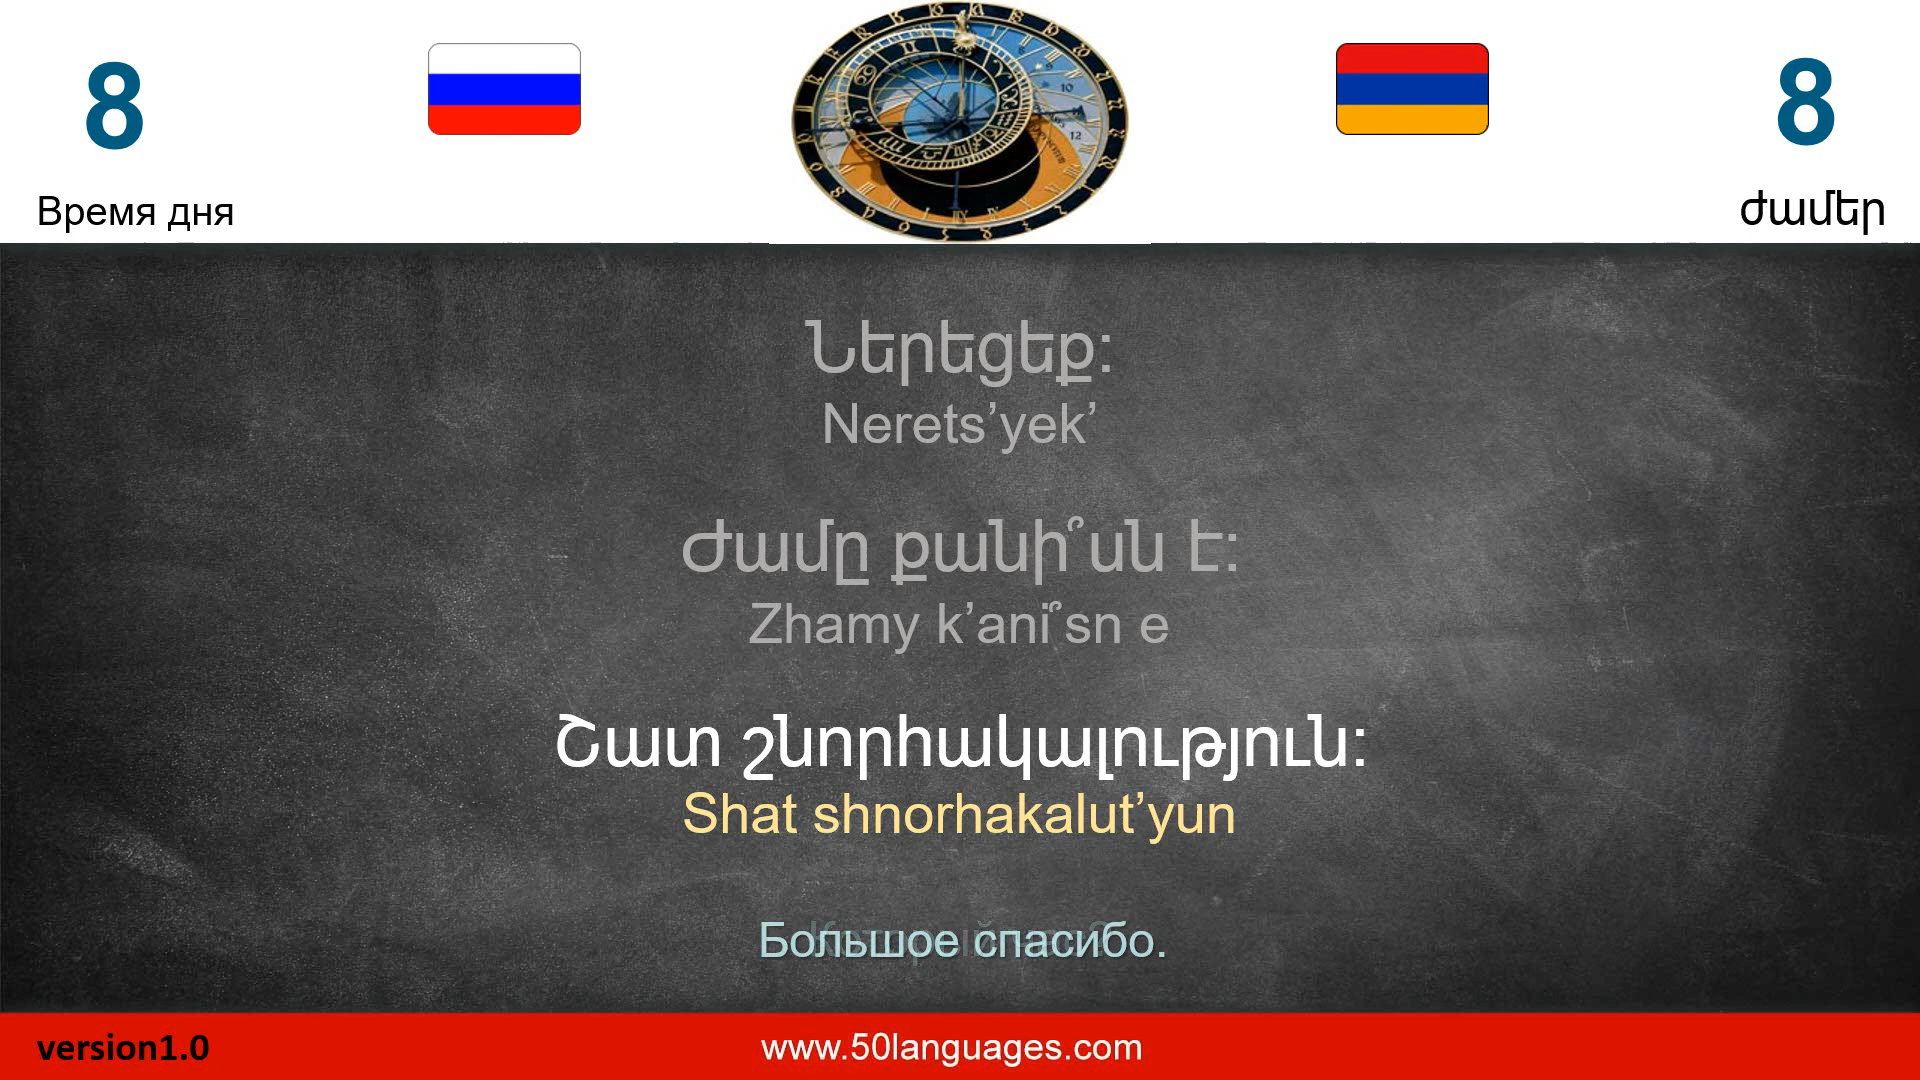 8
8
Время дня
ժամեր
Ներեցեք:
Nerets’yek’
Ժամը քանի՞սն է:
Zhamy k’ani՞sn e
Շատ շնորհակալություն:
Shat shnorhakalut’yun
Большое спасибо.
version1.0
www.50languages.com